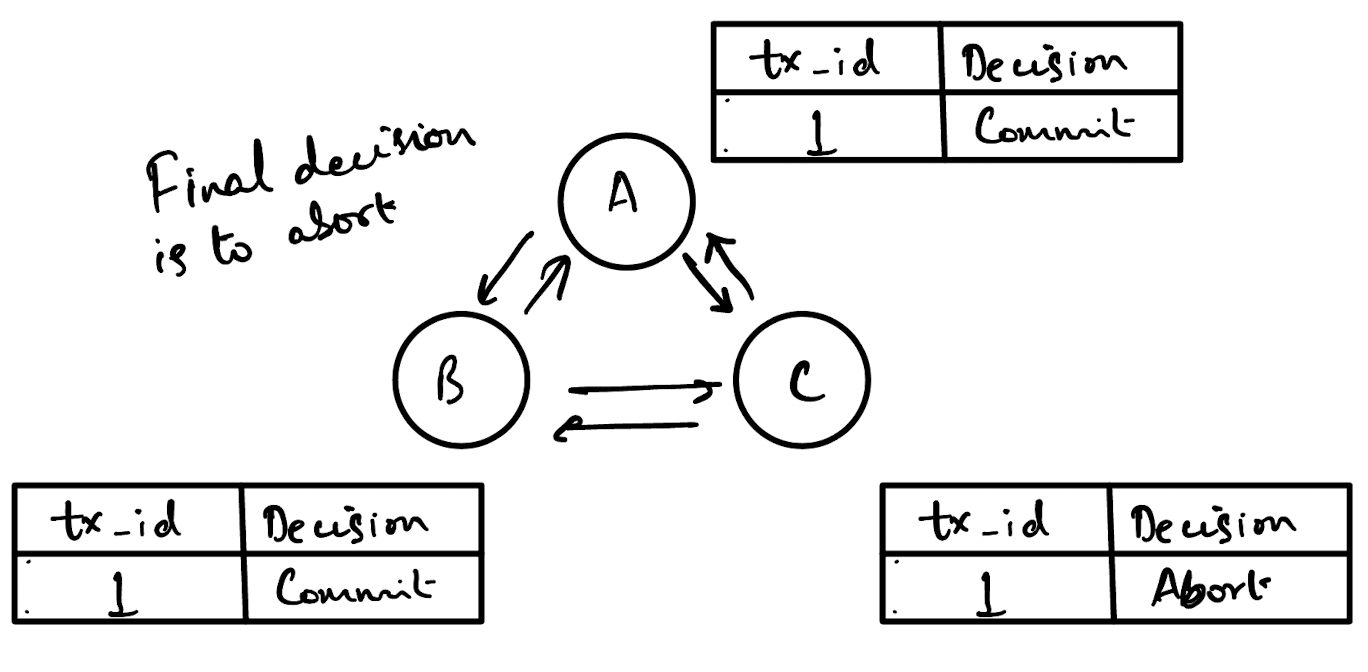 tx_id Decision
1 Commit
Final decision
is to abort
A
B
C
tx_id Decision
1 Commit
tx_id Decision
1 Abort